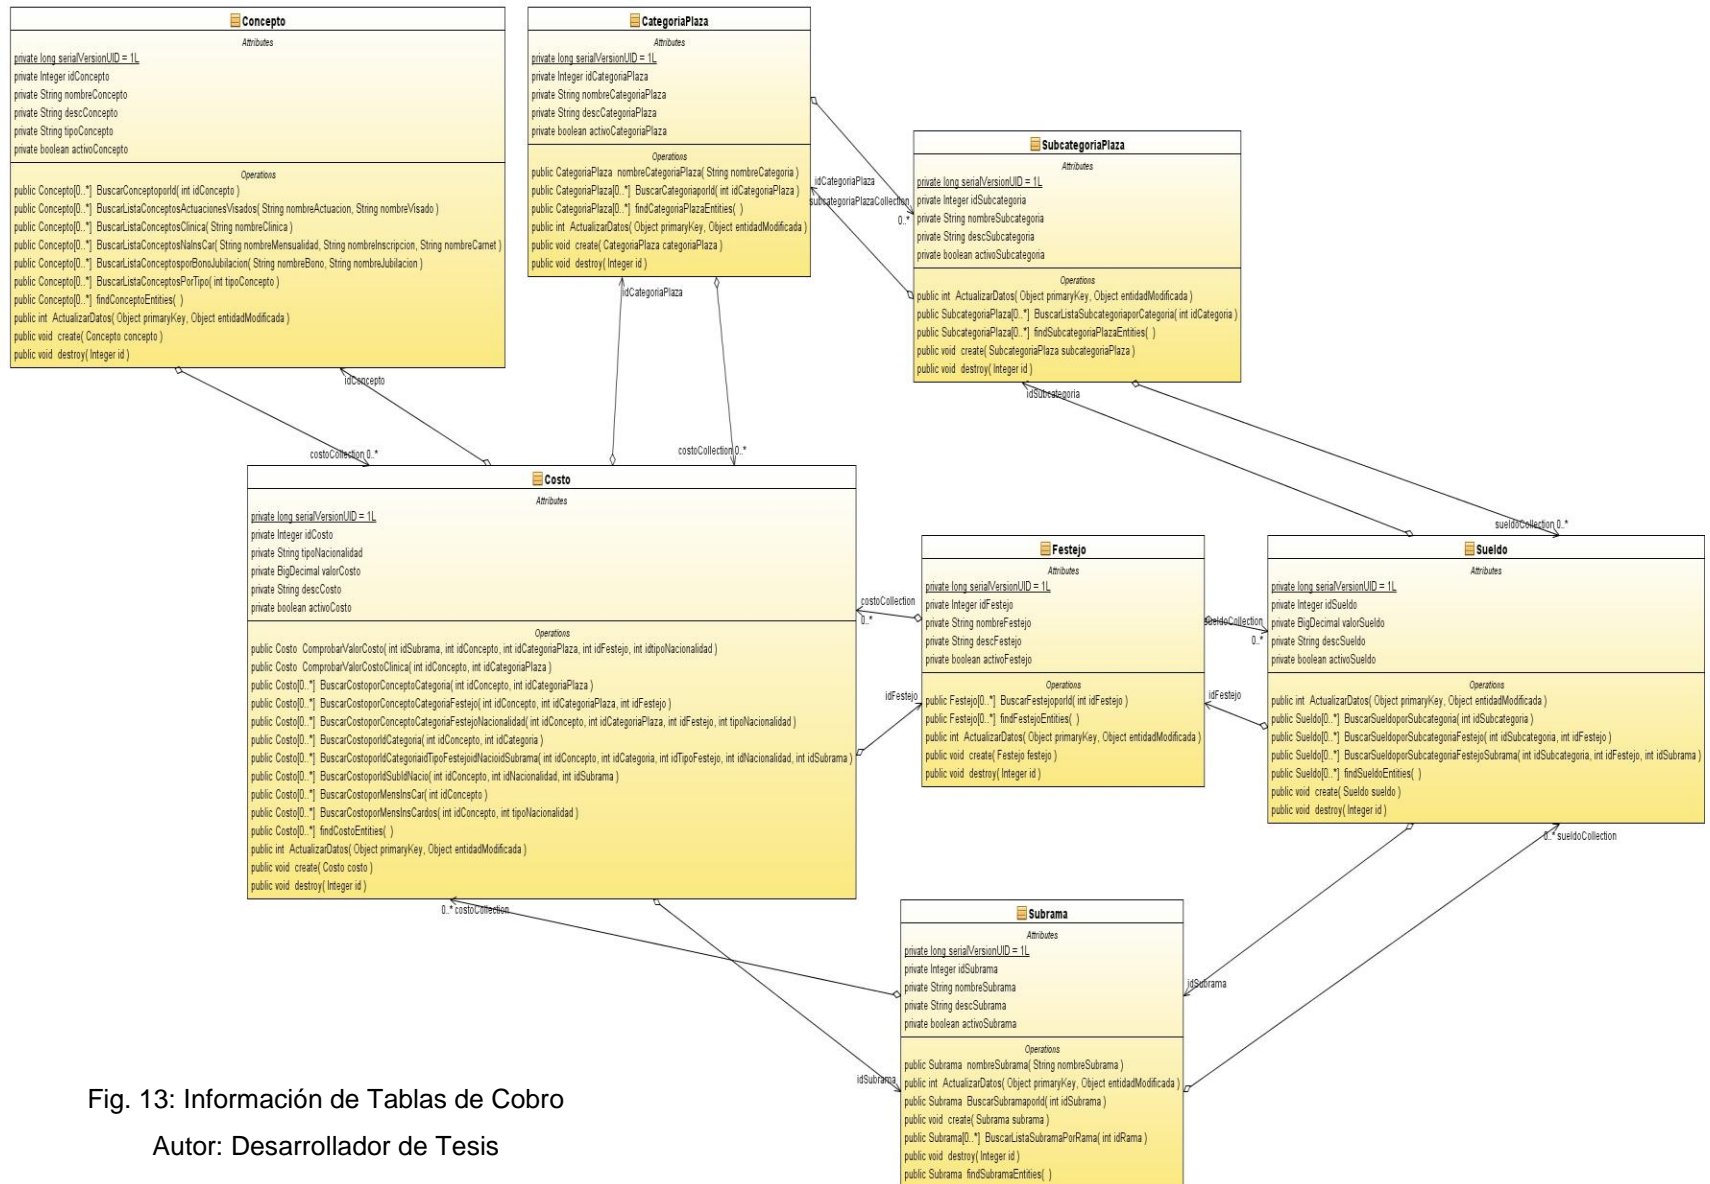 Concepto
Attributes
private long serialVersionUID = 1L
private Integer idConcepto
private String nombreConcepto
private String descConcepto
private String tipoConcepto
private boolean activoConcepto
Operations
public Concepto[0..*] BuscarConceptoporId( int idConcepto )
public Concepto[0..*] BuscarListaConceptosActuacionesVisados( String nombreActuacion, String nombreVisado )
public Concepto[0..*] BuscarListaConceptosClinica( String nombreClinica )
public Concepto[0..*] BuscarListaConceptosNaInsCar( String nombreMensualidad, String nombreInscripcion, String nombreCarnet )
public Concepto[0..*] BuscarListaConceptosporBonoJubilacion( String nombreBono, String nombreJubilacion )
public Concepto[0..*] BuscarListaConceptosPorTipo( int tipoConcepto )
public Concepto[0..*] findConceptoEntities( )
public int ActualizarDatos( Object primaryKey, Object entidadModificada )
public void create( Concepto concepto )
public void destroy( Integer id )
CategoriaPlaza
Attributes
private long serialVersionUID = 1L
private Integer idCategoriaPlaza
private String nombreCategoriaPlaza
private String descCategoriaPlaza
private boolean activoCategoriaPlaza
Operations
public CategoriaPlaza nombreCategoriaPlaza( String nombreCategoria )
public CategoriaPlaza[0..*] BuscarCategoriaporId( int idCategoriaPlaza )
public CategoriaPlaza[0..*] findCategoriaPlazaEntities( )
public int ActualizarDatos( Object primaryKey, Object entidadModificada )
public void create( CategoriaPlaza categoriaPlaza )
public void destroy( Integer id )
idCategoriaPlaza
subcategoriaPlazaCollection
0..*
SubcategoriaPlaza
Attributes
private long serialVersionUID = 1L
private Integer idSubcategoria
private String nombreSubcategoria
private String descSubcategoria
private boolean activoSubcategoria
Operations
public int ActualizarDatos( Object primaryKey, Object entidadModificada )
public SubcategoriaPlaza[0..*] BuscarListaSubcategoriaporCategoria( int idCategoria )
public SubcategoriaPlaza[0..*] findSubcategoriaPlazaEntities( )
public void create( SubcategoriaPlaza subcategoriaPlaza )
public void destroy( Integer id )
idConcepto
idCategoriaPlaza
idSubcategoria
costoCollection 0..*
costoCollection 0..*
sueldoCollection 0..*
Costo
Attributes
private long serialVersionUID = 1L
private Integer idCosto
private String tipoNacionalidad
private BigDecimal valorCosto
private String descCosto
private boolean activoCosto
Operations
public Costo ComprobarValorCosto( int idSubrama, int idConcepto, int idCategoriaPlaza, int idFestejo, int idtipoNacionalidad )
public Costo ComprobarValorCostoClinica( int idConcepto, int idCategoriaPlaza )
public Costo[0..*] BuscarCostoporConceptoCategoria( int idConcepto, int idCategoriaPlaza )
public Costo[0..*] BuscarCostoporConceptoCategoriaFestejo( int idConcepto, int idCategoriaPlaza, int idFestejo )
public Costo[0..*] BuscarCostoporConceptoCategoriaFestejoNacionalidad( int idConcepto, int idCategoriaPlaza, int idFestejo, int tipoNacionalidad )
public Costo[0..*] BuscarCostoporIdCategoria( int idConcepto, int idCategoria )
public Costo[0..*] BuscarCostoporIdCategoriaidTipoFestejoidNacioidSubrama( int idConcepto, int idCategoria, int idTipoFestejo, int idNacionalidad, int idSubrama )
public Costo[0..*] BuscarCostoporIdSubIdNacio( int idConcepto, int idNacionalidad, int idSubrama )
public Costo[0..*] BuscarCostoporMensInsCar( int idConcepto )
public Costo[0..*] BuscarCostoporMensInsCardos( int idConcepto, int tipoNacionalidad )
public Costo[0..*] findCostoEntities( )
public int ActualizarDatos( Object primaryKey, Object entidadModificada )
public void create( Costo costo )
public void destroy( Integer id )
costoCollection
0..*
idFestejo
Festejo
Attributes
private long serialVersionUID = 1L
private Integer idFestejo
private String nombreFestejo
private String descFestejo
private boolean activoFestejo
Operations
public Festejo[0..*] BuscarFestejoporId( int idFestejo )
public Festejo[0..*] findFestejoEntities( )
public int ActualizarDatos( Object primaryKey, Object entidadModificada )
public void create( Festejo festejo )
public void destroy( Integer id )
sueldoCollection
0..*
idFestejo
Sueldo
Attributes
private long serialVersionUID = 1L
private Integer idSueldo
private BigDecimal valorSueldo
private String descSueldo
private boolean activoSueldo
Operations
public int ActualizarDatos( Object primaryKey, Object entidadModificada )
public Sueldo[0..*] BuscarSueldoporSubcategoria( int idSubcategoria )
public Sueldo[0..*] BuscarSueldoporSubcategoriaFestejo( int idSubcategoria, int idFestejo )
public Sueldo[0..*] BuscarSueldoporSubcategoriaFestejoSubrama( int idSubcategoria, int idFestejo, int idSubrama )
public Sueldo[0..*] findSueldoEntities( )
public void create( Sueldo sueldo )
public void destroy( Integer id )
0..* sueldoCollection
0..* costoCollection
idSubrama
idSubrama
Subrama
Attributes
private long serialVersionUID = 1L
private Integer idSubrama
private String nombreSubrama
private String descSubrama
private boolean activoSubrama
Operations
public Subrama nombreSubrama( String nombreSubrama )
public int ActualizarDatos( Object primaryKey, Object entidadModificada )
public Subrama BuscarSubramaporId( int idSubrama )
public void create( Subrama subrama )
public Subrama[0..*] BuscarListaSubramaPorRama( int idRama )
public void destroy( Integer id )
public Subrama findSubramaEntities( )
Fig. 13: Información de Tablas de Cobro
Autor: Desarrollador de Tesis